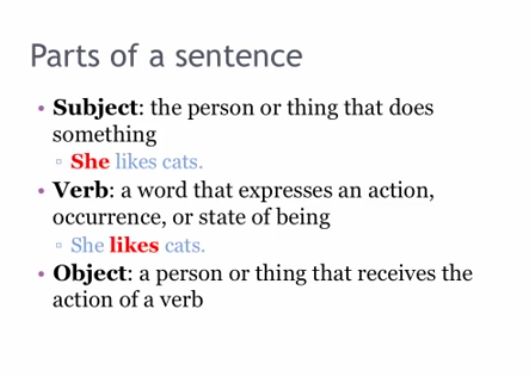 Parts of a sentence
• Subject: the person or thing that does
something
▫ She likes cats.
• Verb: a word that expresses an action,
occurrence, or state of being
▫ She likes cats.
• Object: a person or thing that receives the
action of a verb